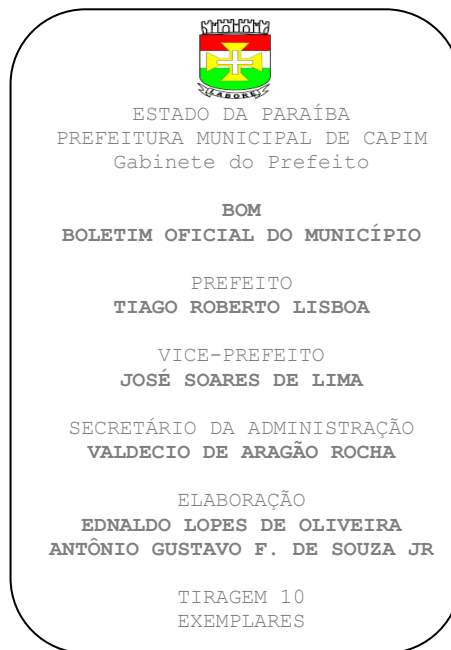 LABORE
ESTADO DA PARAÍBA
PREFEITURA MUNICIPAL DE CAPIM
Gabinete do Prefeito
BOM
BOLETIM OFICIAL DO MUNICÍPIO
PREFEITO
TIAGO ROBERTO LISBOA
VICE-PREFEITO
JOSÉ SOARES DE LIMA
SECRETÁRIO DA ADMINISTRAÇÃO
VALDECIO DE ARAGÃO ROCHA
ELABORAÇÃO
EDNALDO LOPES DE OLIVEIRA
ANTÔNIO GUSTAVO F. DE SOUZA JR
TIRAGEM 10
EXEMPLARES